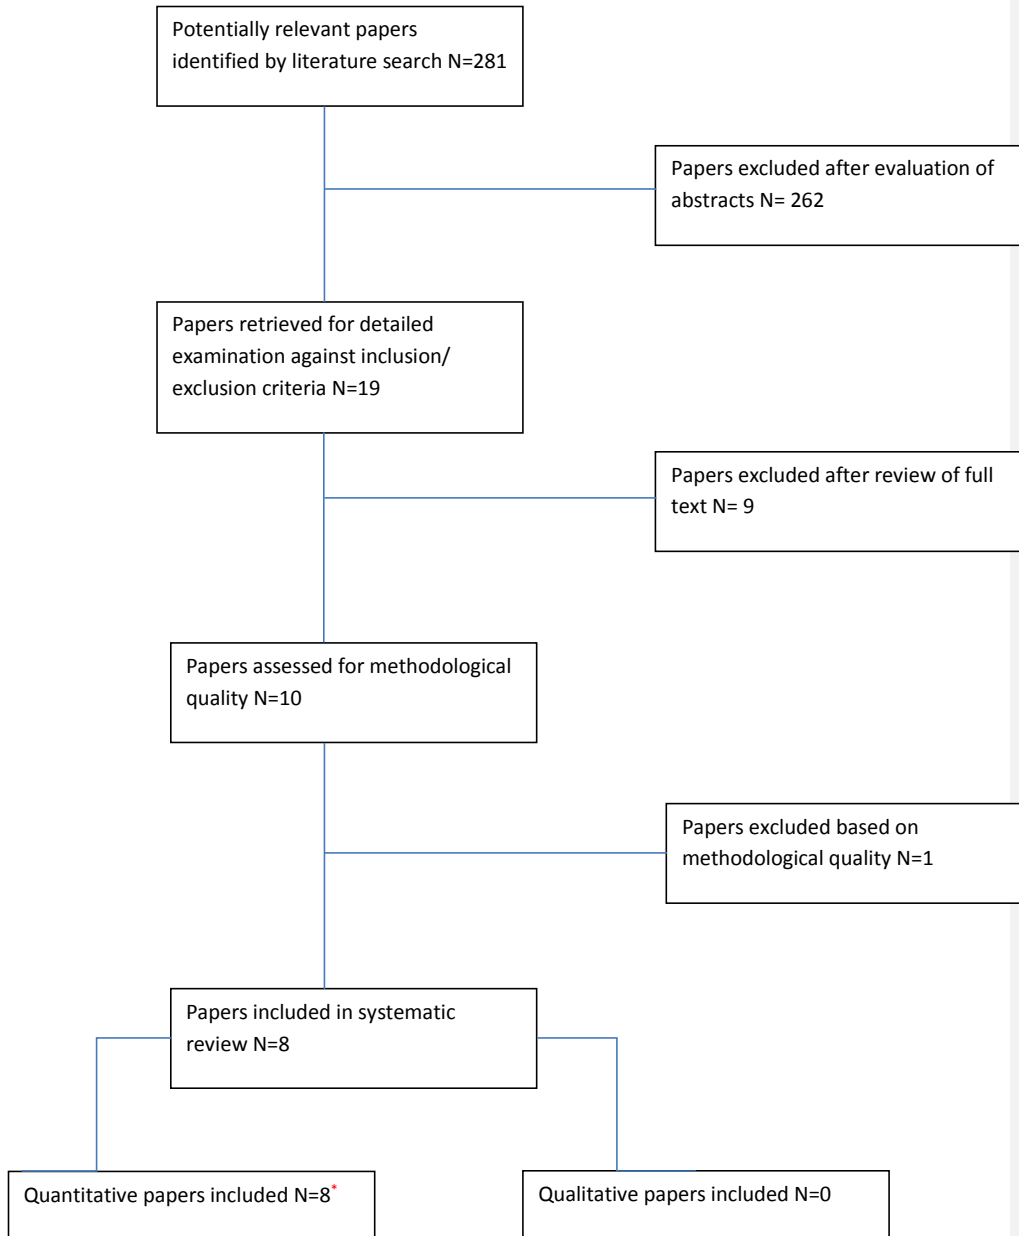 Potentially relevant papers
identified by literature search N=281
Papers excluded after evaluation of
abstracts N= 262
Papers retrieved for detailed
examination against inclusion/
exclusion criteria N=19
Papers excluded after review of full
text N= 9
Papers assessed for methodological
quality N=10
Papers excluded based on
methodological quality N=1
Papers included in systematic
review N=8
Quantitative papers included N=8*
Qualitative papers included N=0